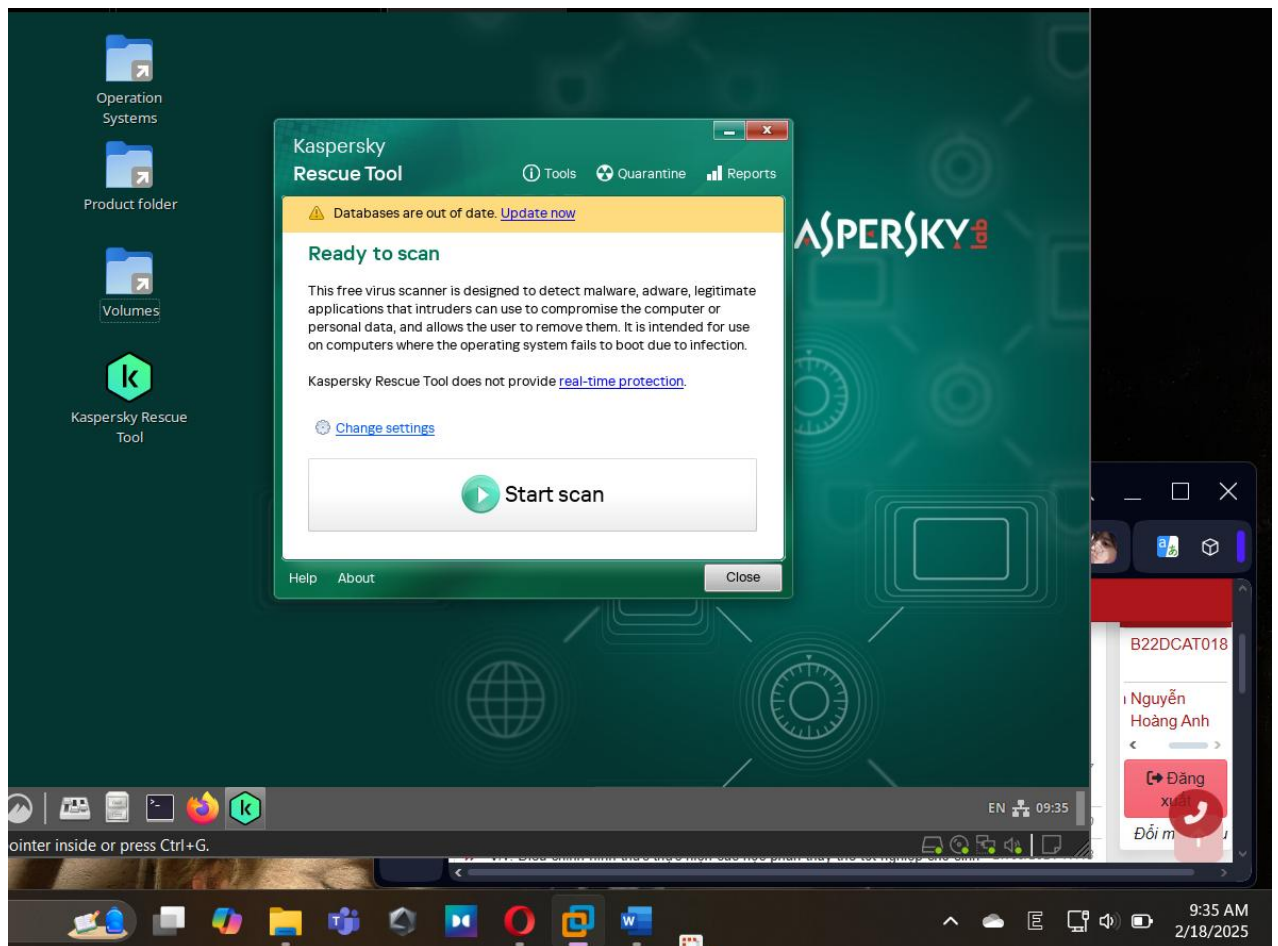 Operation
Systems
Product folder
Volumes
Kaspersky Rescue
Tool
Kaspersky
Rescue Tool
Tools
Quarantine
Reports
Databases are out of date. Update now
Ready to scan
This free virus scanner is designed to detect malware, adware, legitimate
applications that intruders can use to compromise the computer or
personal data, and allows the user to remove them. It is intended for use
on computers where the operating system fails to boot due to infection.
Kaspersky Rescue Tool does not provide real-time protection.
Change settings
Start scan
Help About
Close
ASPERSKY lab
B22DCAT018
Nguyễn
Hoàng Anh
Đăng
xuất
Đổi m
EN 09:35
ointer inside or press Ctrl+G.
9:35 AM
2/18/2025